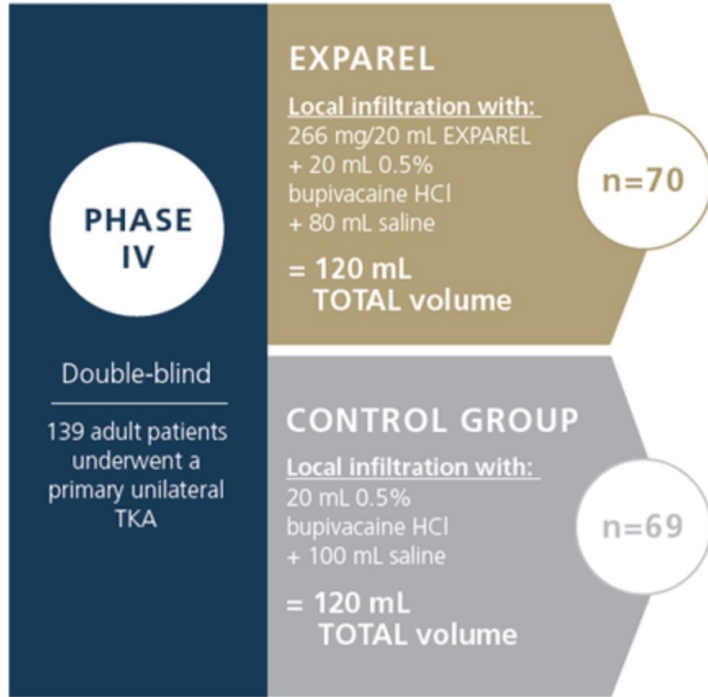 PHASE
IV
Double-blind
139 adult patients
underwent a
primary unilateral
TKA
EXPAREL
Local infiltration with:
266 mg/20 mL EXPAREL
+ 20 mL 0.5%
bupivacaine HCl
+ 80 mL saline
= 120 mL
TOTAL volume
n=70
CONTROL GROUP
Local infiltration with:
20 mL 0.5%
bupivacaine HCl
+ 100 mL saline
= 120 mL
TOTAL volume
n=69